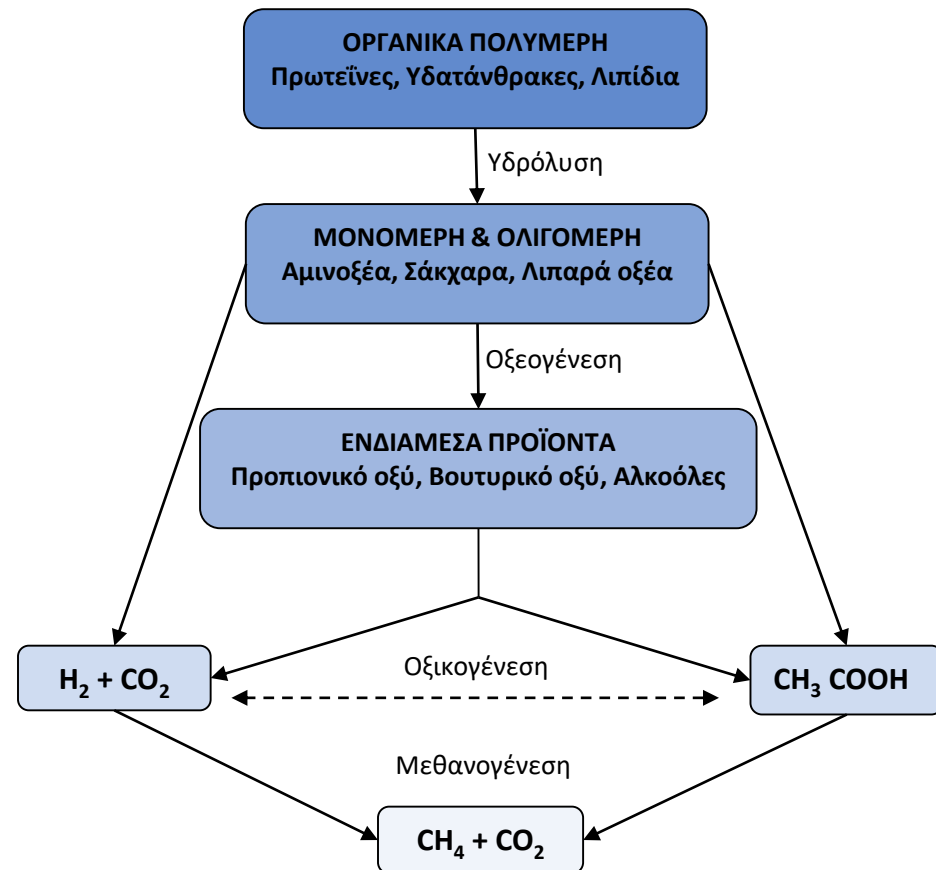 ΟΡΓΑΝΙΚΑ ΠΟΛΥΜΕΡΗ
Πρωτεΐνες, Υδατάνθρακες, Λιπίδια
Υδρόλυση
ΜΟΝΟΜΕΡΗ & ΟΛΙΓΟΜΕΡΗ
Αμινοξέα, Σάκχαρα, Λιπαρά οξέα
Οξεογένεση
ΕΝΔΙΑΜΕΣΑ ΠΡΟΪΟΝΤΑ
Προπιονικό οξύ, Βουτυρικό οξύ, Αλκοόλες
Οξικογένεση
H₂ + CO₂
CH₃ COOH
Μεθανογένεση
CH₄ + CO₂